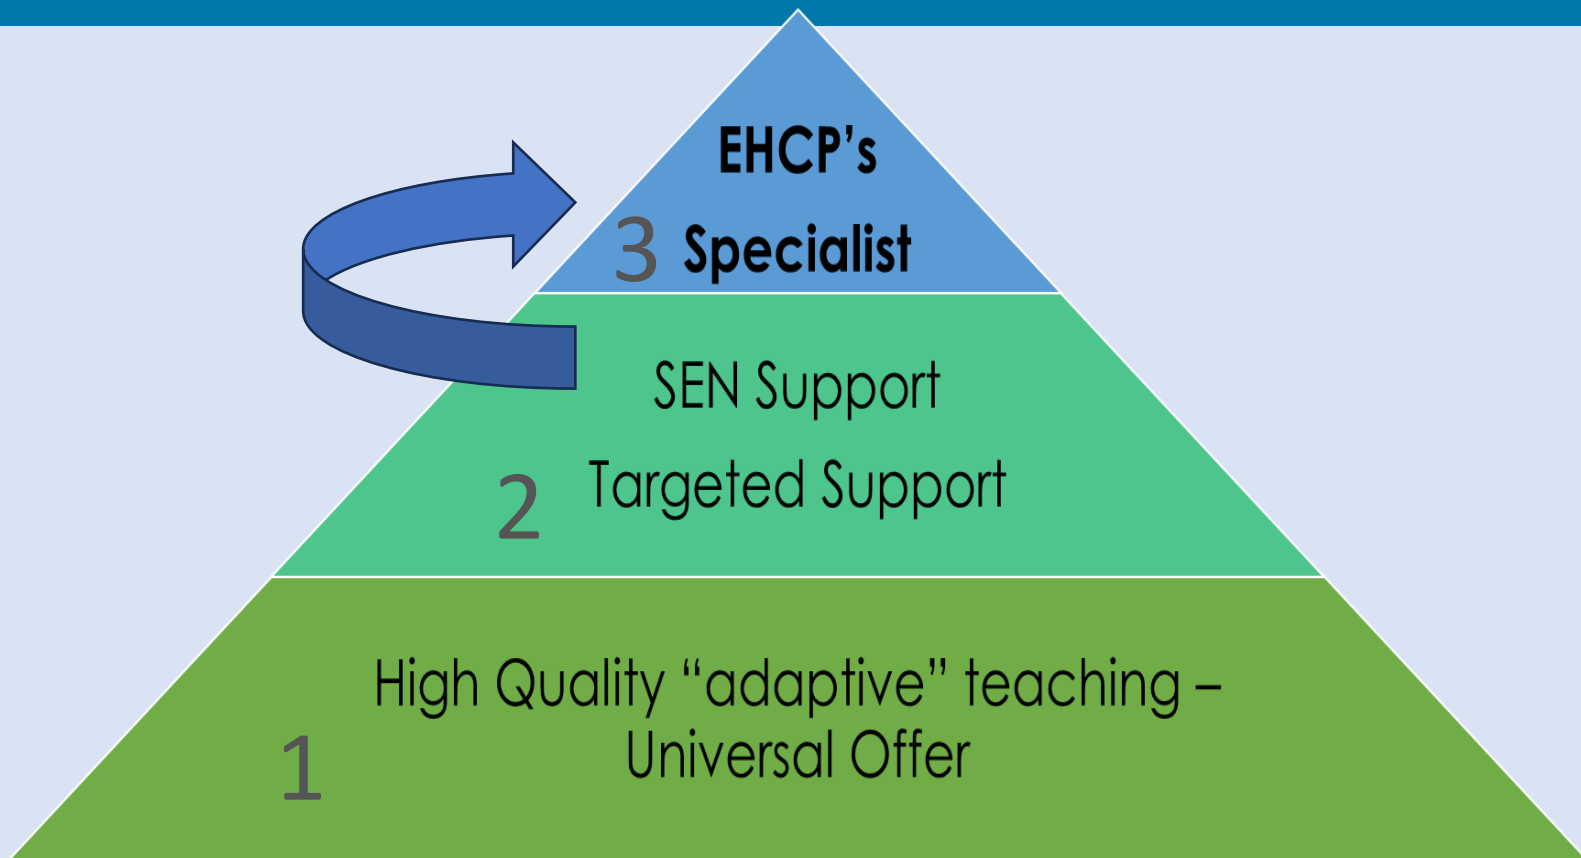 EHCP’s
3 Specialist
SEN Support
2 Targeted Support
High Quality “adaptive” teaching –
1 Universal Offer